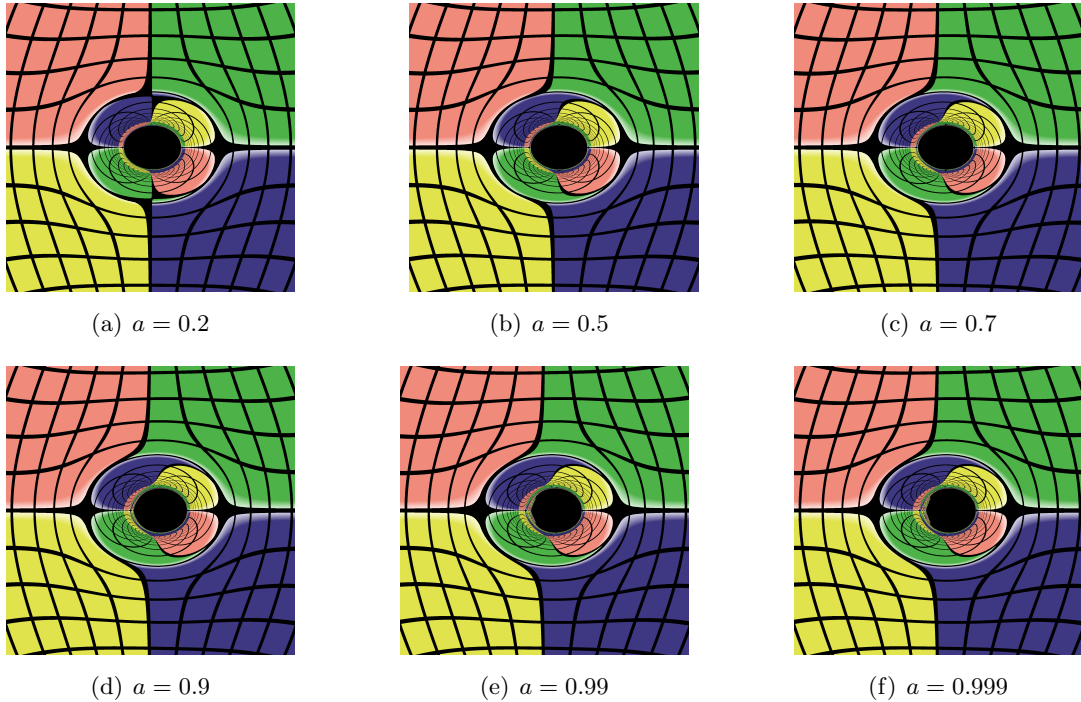 (a) a = 0.2
(b) a = 0.5
(c) a = 0.7
(d) a = 0.9
(e) a = 0.99
(f) a = 0.999